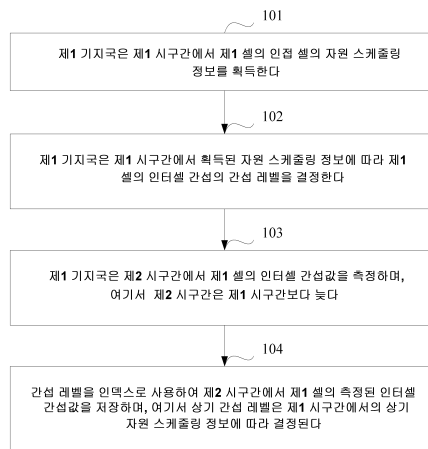 101
제1 기지국은 제1 시구간에서 제1 셀의 인접 셀의 자원 스케줄링
정보를 획득한다
102
제1 기지국은 제1 시구간에서 획득된 자원 스케줄링 정보에 따라 제1
셀의 인터셀 간섭의 간섭 레벨을 결정한다
103
제1 기지국은 제2 시구간에서 제1 셀의 인터셀 간섭값을 측정하며,
여기서 제2 시구간은 제1 시구간보다 늦다
104
간섭 레벨을 인덱스로 사용하여 제2 시구간에서 제1 셀의 측정된 인터셀
간섭값을 저장하며, 여기서 상기 간섭 레벨은 제1 시구간에서의 상기
자원 스케줄링 정보에 따라 결정된다